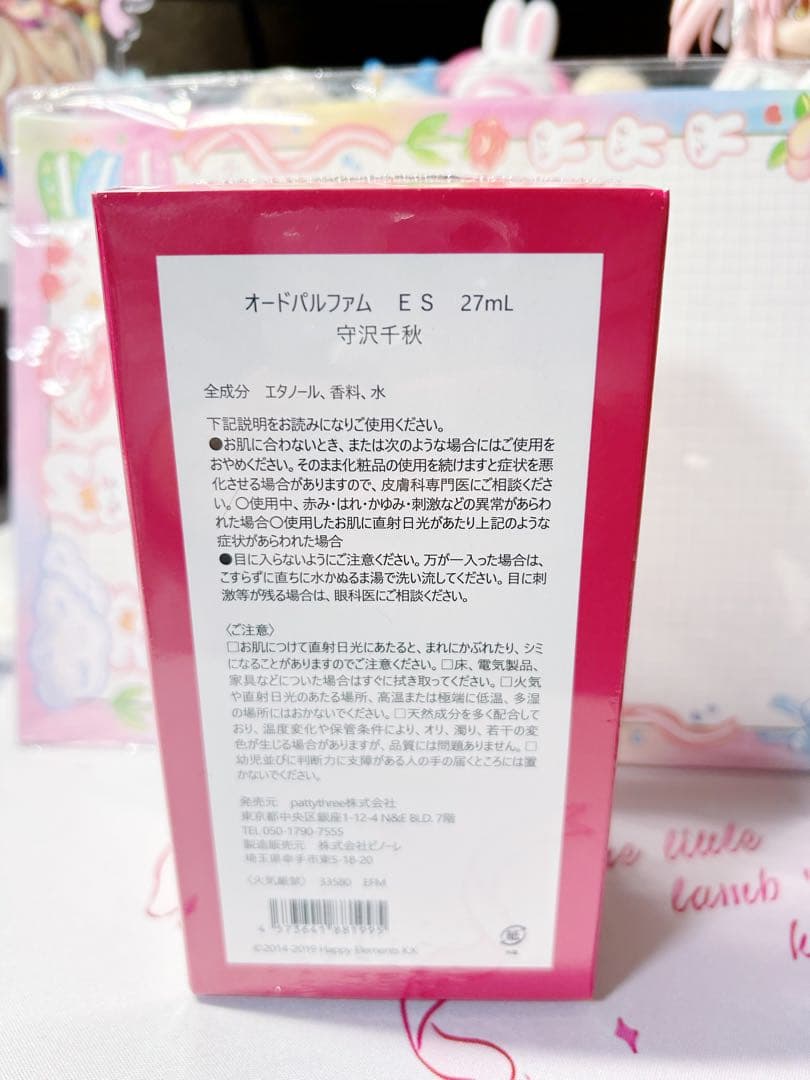 オードパルファム　ＥＳ　27mL
守沢千秋
全成分　エタノール、香料、水
下記説明をお読みになりご使用ください。
●お肌に合わないとき、または次のような場合にはご使用を
おやめください。そのまま化粧品の使用を続けますと症状を悪
化させる場合がありますので、皮膚科専門医にご相談くださ
い。○使用中、赤み・はれ・かゆみ・刺激などの異常があらわ
れた場合○使用したお肌に直射日光があたり上記のような
症状があらわれた場合
●目に入らないようにご注意ください。万が一入った場合は、
こすらずに直ちに水かぬるま湯で洗い流してください。目に刺
激等が残る場合は、眼科医にご相談ください。
〈ご注意〉
□お肌につけて直射日光にあたると、まれにかぶれたり、シミ
になることがありますのでご注意ください。□床、電気製品、
家具などについた場合はすぐに拭き取ってください。□火気
や直射日光のあたる場所、高温または極端に低温、多湿
の場所にはおかないでください。□天然成分を多く配合して
おり、温度変化や保管条件により、オリ、濁り、若干の変
色が生じる場合がありますが、品質には問題ありません。□
幼児並びに判断力に支障がある人の手の届くところには置
かないでください。
発売元　pattythree株式会社
東京都中央区銀座1-12-4 N&E BLD. 7階
TEL 050-1790-7555
製造販売元　株式会社ピノーレ
埼玉県幸手市東5-18-20
〈火気厳禁〉 33580 EFM
4 573641 881995
©2014-2019 Happy Elements K.K
紙
little
lamb